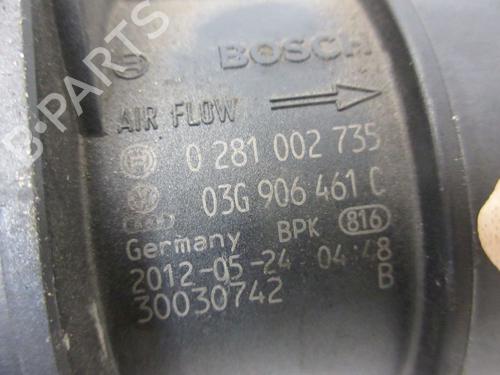 BOSCH
AIR FLOW
0 281 002 735
03G 906 461 C
Germany BPK 816
2012-05-24 04:48
30030742 B
B-PARTS